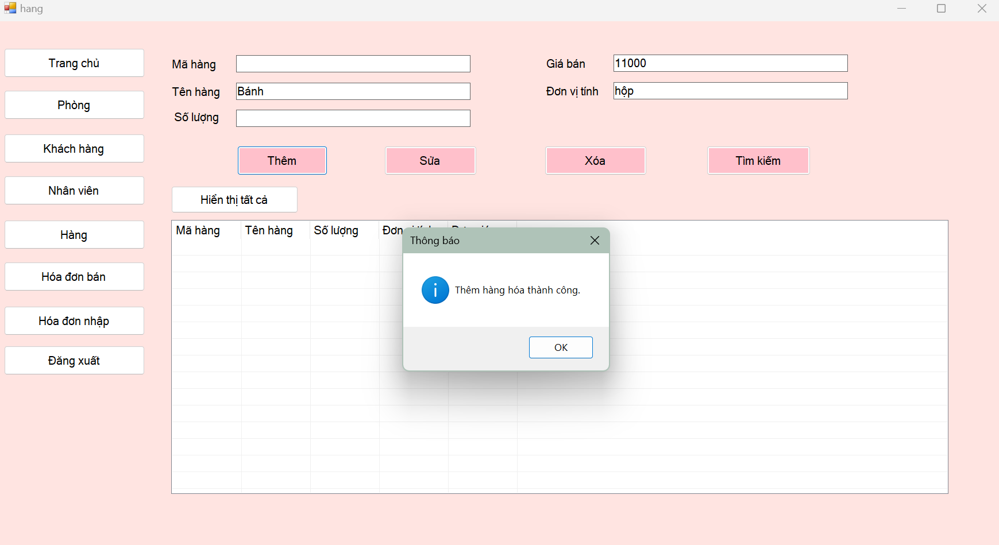 hang
Trang chủ
Phòng
Khách hàng
Nhân viên
Hàng
Hóa đơn bán
Hóa đơn nhập
Đăng xuất
Mã hàng
Tên hàng Bánh
Số lượng
Giá bán 11000
Đơn vị tính hộp
Thêm Sửa Xóa Tìm kiếm
Hiển thị tất cả
Mã hàng Tên hàng Số lượng Đơn
Thông báo
Thêm hàng hóa thành công.
OK